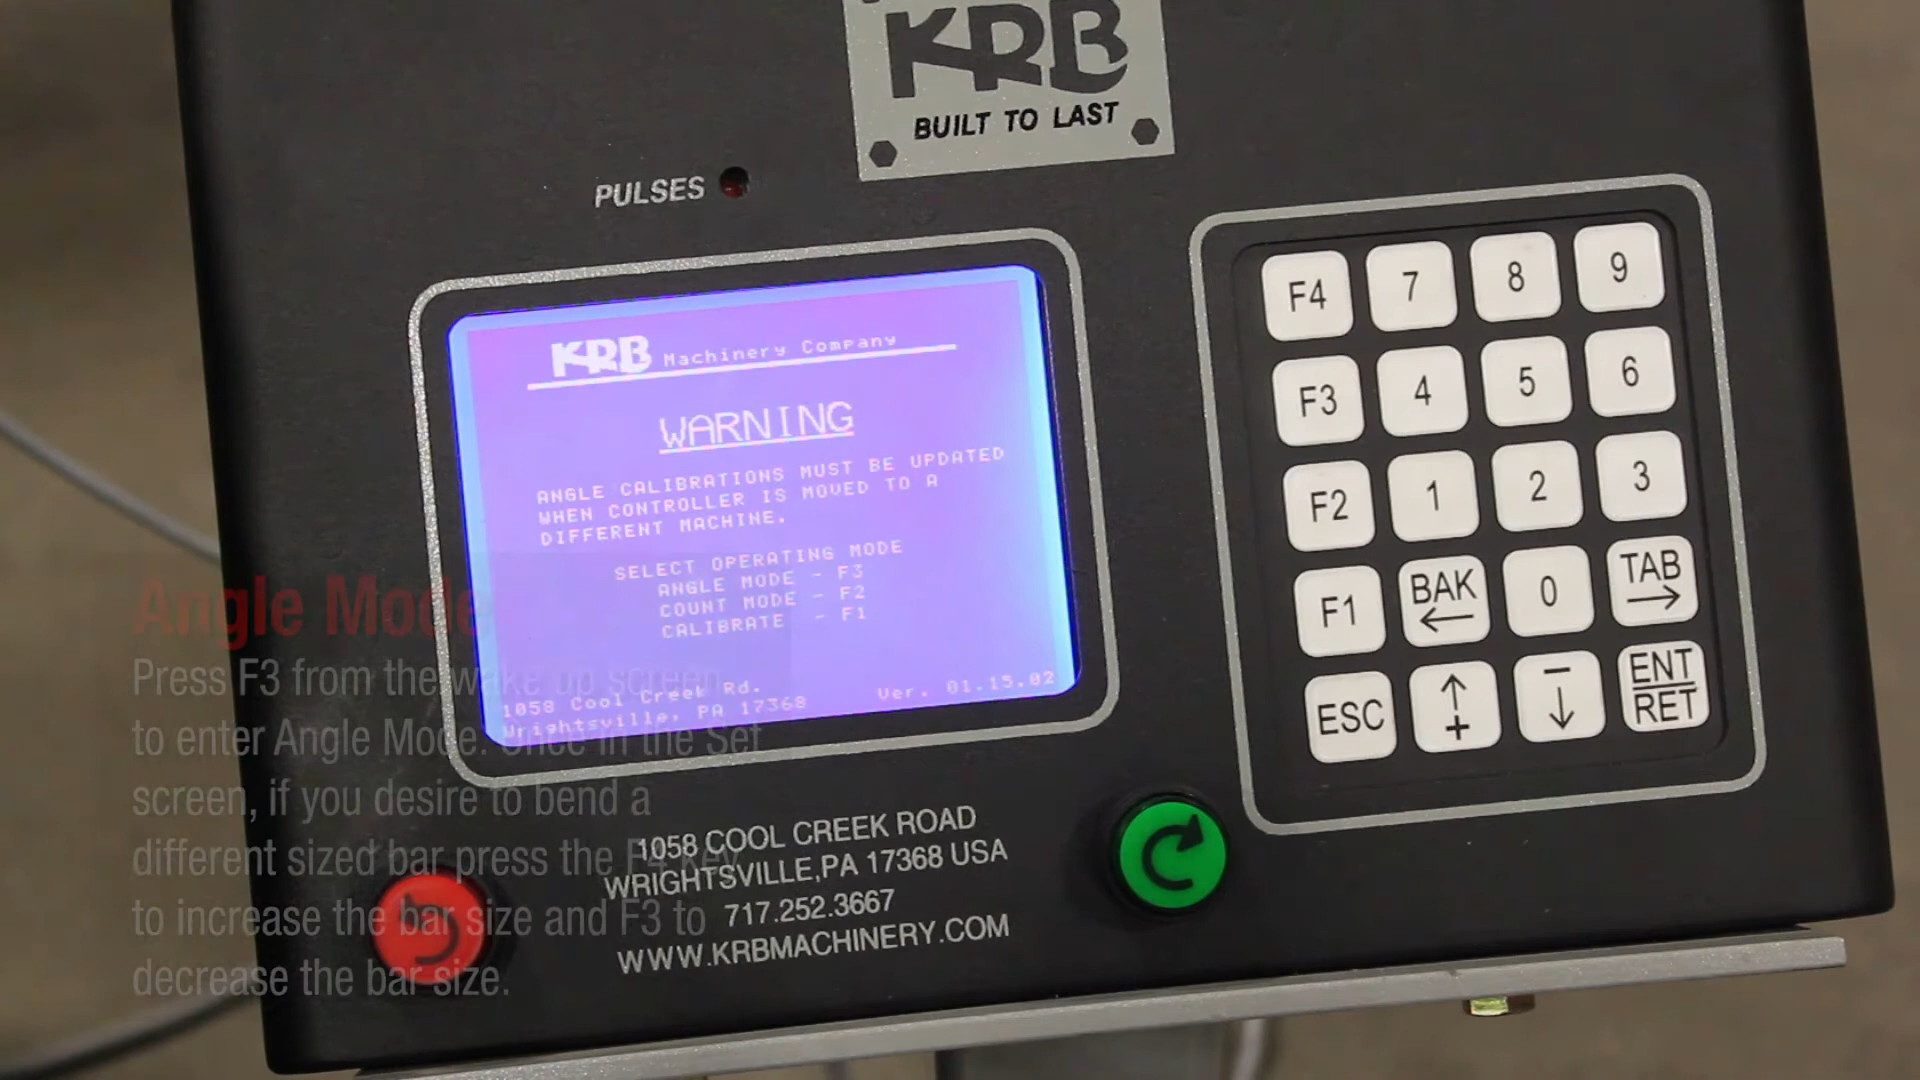 KRB
BUILT TO LAST
PULSES
KRB Machinery Company
WARNING
ANGLE CALIBRATIONS MUST BE UPDATED
WHEN CONTROLLER IS MOVED TO A
DIFFERENT MACHINE.
SELECT OPERATING MODE
ANGLE MODE - F3
COUNT MODE - F2
CALIBRATE - F1
1058 Cool Creek Rd.
Wrightsville, PA 17368
Ver. 01.15.02
F4 7 8 9
F3 4 5 6
F2 1 2 3
F1 BAK ← 0 TAB →
ESC ↑ + − ↓ ENT RET
1058 COOL CREEK ROAD
WRIGHTSVILLE,PA 17368 USA
717.252.3667
WWW.KRBMACHINERY.COM
Angle Mode
Press F3 from the wake up screen
to enter Angle Mode. Once in the Set
screen, if you desire to bend a
different sized bar press the F4 key
to increase the bar size and F3 to
decrease the bar size.